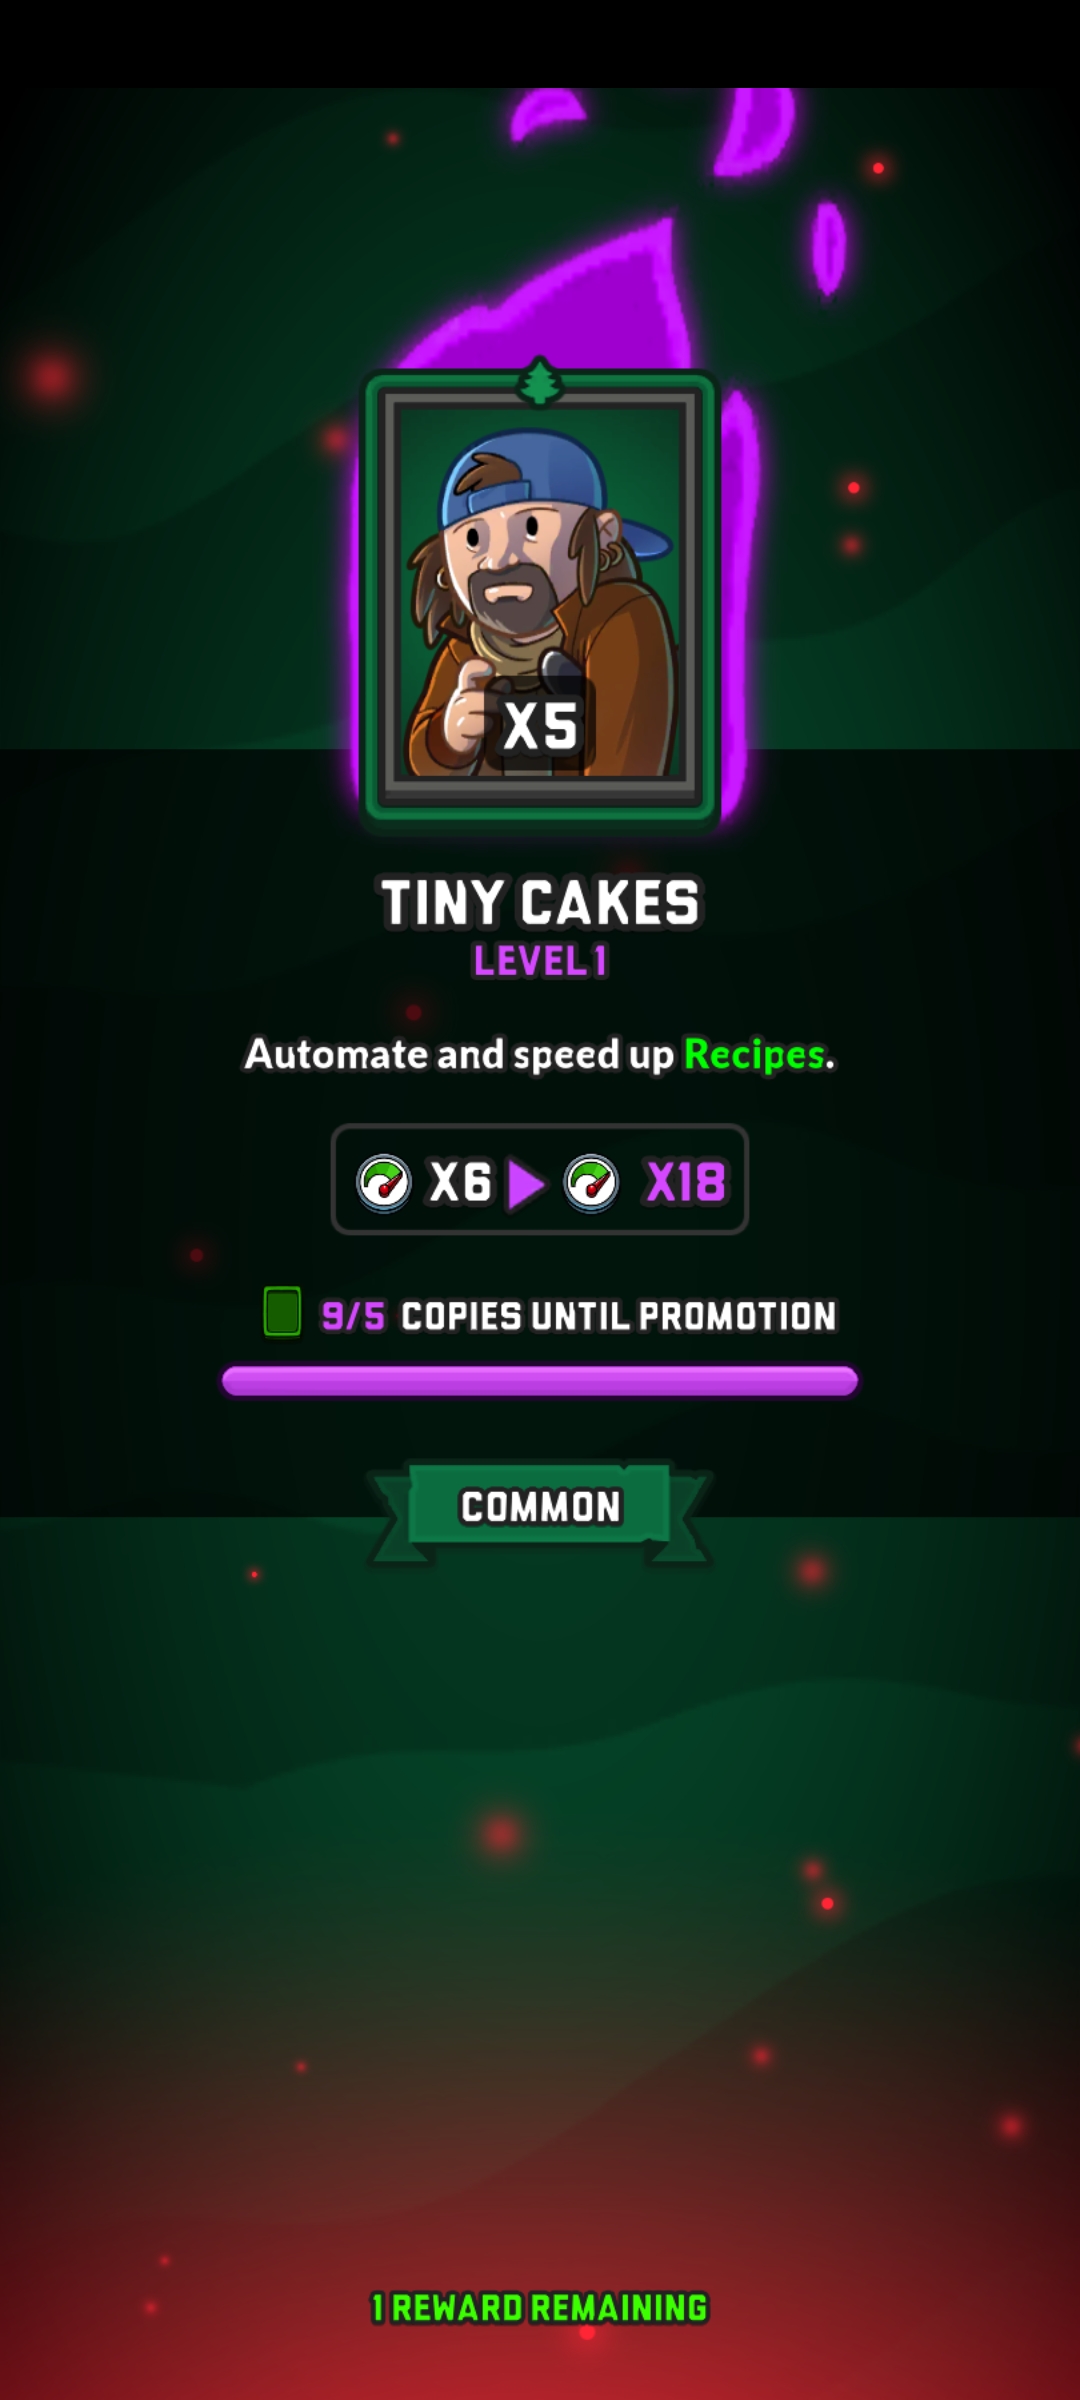 X5
TINY CAKES
LEVEL 1
Automate and speed up Recipes.
X6 X18
9/5 COPIES UNTIL PROMOTION
COMMON
1 REWARD REMAINING